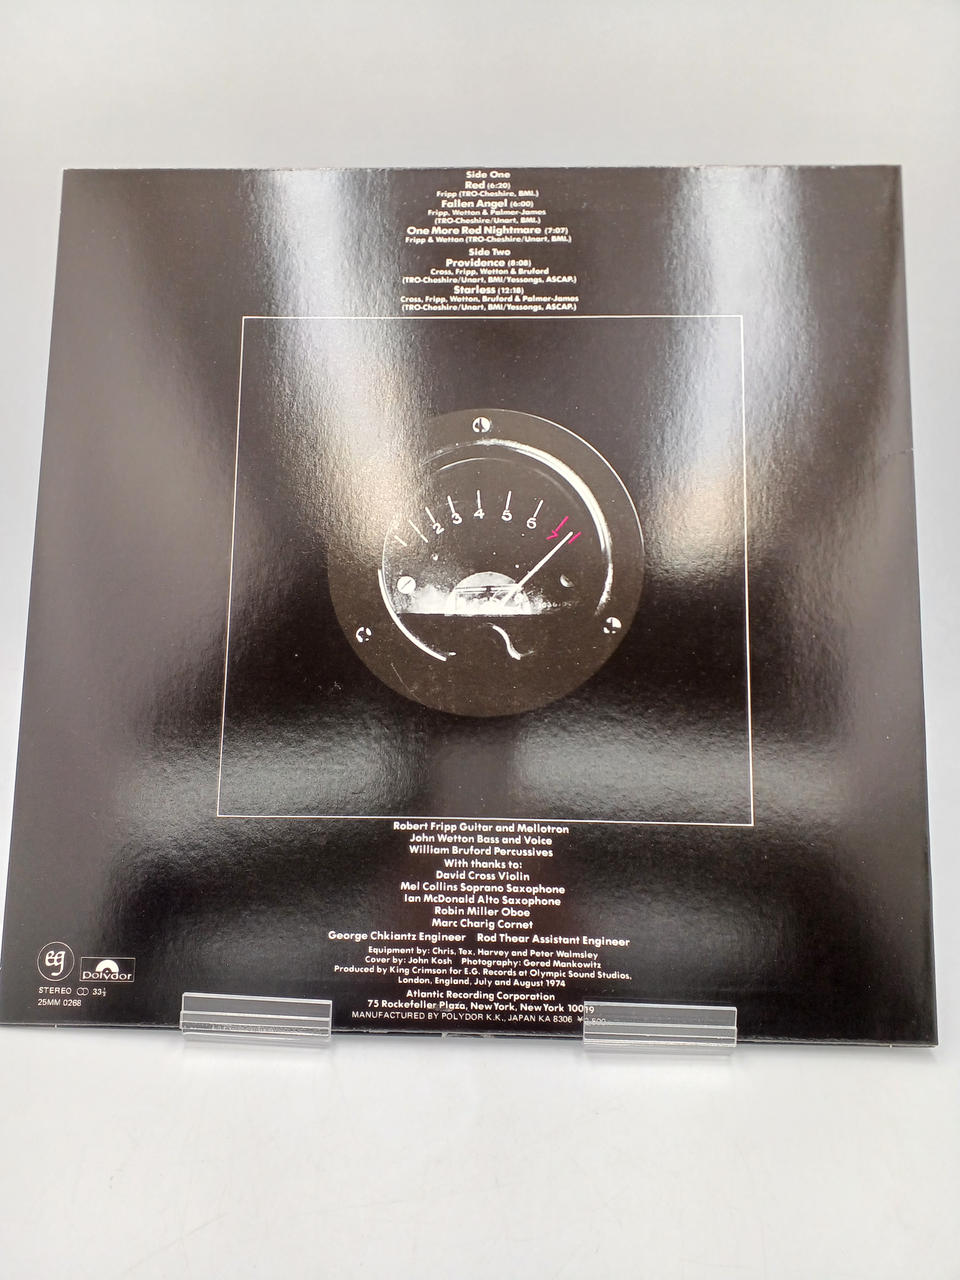 Side One
Red (6:20)
Fripp (TRO-Cheshire, BMI.)
Fallen Angel (6:00)
Fripp, Wetton & Palmer-James
(TRO-Cheshire/Unart, BMI.)
One More Red Nightmare (7:07)
Fripp & Wetton (TRO-Cheshire/Unart, BMI.)
Side Two
Providence (8:08)
Cross, Fripp, Wetton & Bruford
(TRO-Cheshire/Unart, BMI/Yessongs, ASCAP.)
Starless (12:18)
Cross, Fripp, Wetton, Bruford & Palmer-James
(TRO-Cheshire/Unart, BMI/Yessongs, ASCAP.)
2 3 4 5 6 7
Robert Fripp Guitar and Mellotron
John Wetton Bass and Voice
William Bruford Percussives
With thanks to:
David Cross Violin
Mel Collins Soprano Saxophone
Ian McDonald Alto Saxophone
Robin Miller Oboe
Marc Charig Cornet
George Chkiantz Engineer Rod Thear Assistant Engineer
Equipment by: Chris, Tex, Harvey and Peter Walmsley
Cover by: John Kosh Photography: Gered Mankowitz
Produced by King Crimson for E.G. Records at Olympic Sound Studios,
London, England, July and August 1974
Atlantic Recording Corporation
75 Rockefeller Plaza, New York, New York 10019
MANUFACTURED BY POLYDOR K.K., JAPAN KA 8306 ¥2,500
eg
polydor
STEREO 33⅓
25MM 0268